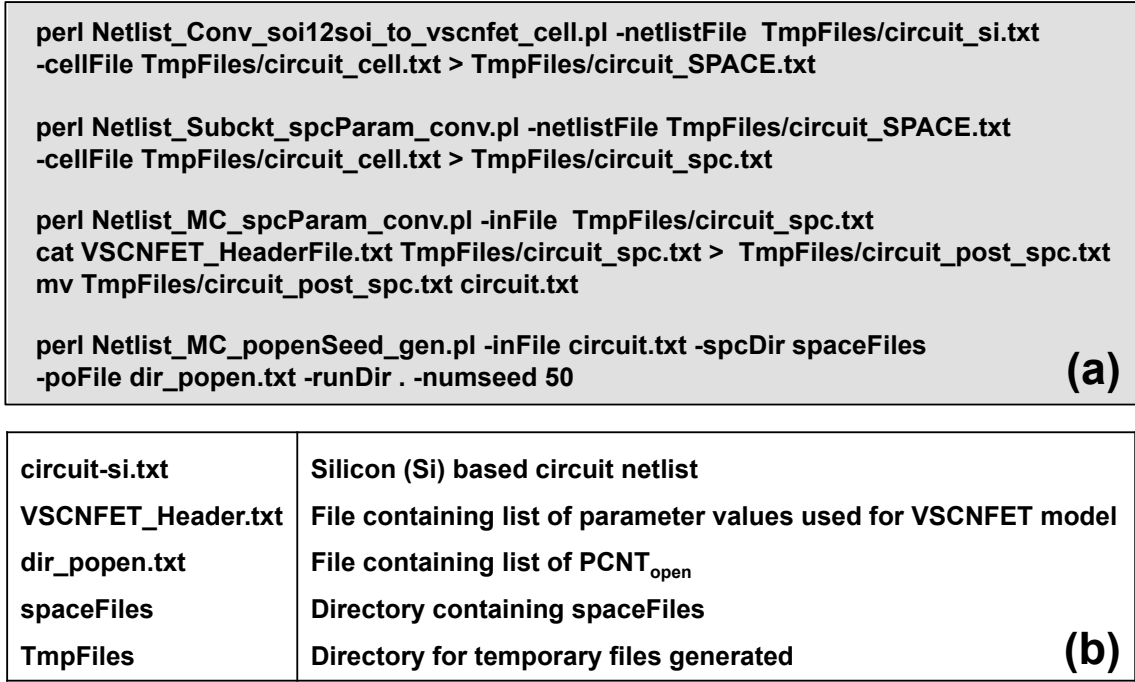 perl Netlist_Conv_soi12soi_to_vscnfet_cell.pl -netlistFile  TmpFiles/circuit_si.txt
-cellFile TmpFiles/circuit_cell.txt > TmpFiles/circuit_SPACE.txt
perl Netlist_Subckt_spcParam_conv.pl -netlistFile TmpFiles/circuit_SPACE.txt
-cellFile TmpFiles/circuit_cell.txt > TmpFiles/circuit_spc.txt
perl Netlist_MC_spcParam_conv.pl -inFile  TmpFiles/circuit_spc.txt
cat VSCNFET_HeaderFile.txt TmpFiles/circuit_spc.txt >  TmpFiles/circuit_post_spc.txt
mv TmpFiles/circuit_post_spc.txt circuit.txt
perl Netlist_MC_popenSeed_gen.pl -inFile circuit.txt -spcDir spaceFiles
-poFile dir_popen.txt -runDir . -numseed 50
(a)
circuit-si.txt Silicon (Si) based circuit netlist
VSCNFET_Header.txt File containing list of parameter values used for VSCNFET model
dir_popen.txt File containing list of PCNTopen
spaceFiles Directory containing spaceFiles
TmpFiles Directory for temporary files generated
(b)